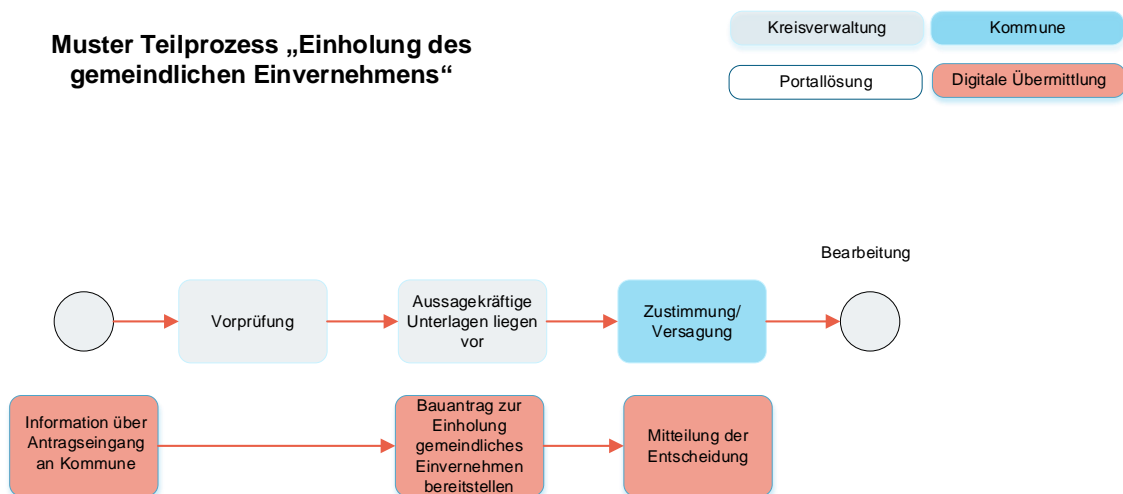 Muster Teilprozess „Einholung des
gemeindlichen Einvernehmens“
Kreisverwaltung
Kommune
Portallösung
Digitale Übermittlung
Bearbeitung
Vorprüfung
Aussagekräftige
Unterlagen liegen
vor
Zustimmung/
Versagung
Information über
Antragseingang
an Kommune
Bauantrag zur
Einholung
gemeindliches
Einvernehmen
bereitstellen
Mitteilung der
Entscheidung